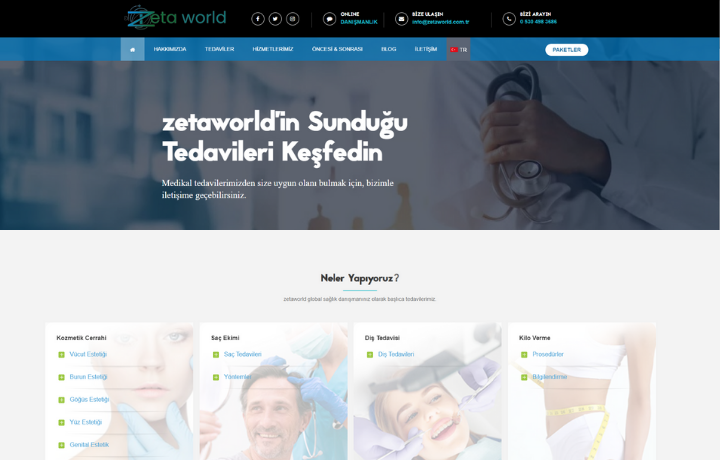 Zeta world
ONLINE
DANIŞMANLIK
BİZE ULAŞIN
info@zetaworld.com.tr
BİZİ ARAYIN
HAKKIMIZDA
TEDAVİLER
HİZMETLERİMİZ
ÖNCESİ & SONRASI
BLOG
İLETİŞİM
TR
PAKETLER
zetaworld'in Sunduğu
Tedavileri Keşfedin
Medikal tedavilerimizden size uygun olanı bulmak için, bizimle
iletişime geçebilirsiniz.
Neler Yapıyoruz?
zetaworld global sağlık danışmanınız olarak başlıca tedavilerimiz.
Kozmetik Cerrahi
Vücut Estetiği
Burun Estetiği
Göğüs Estetiği
Yüz Estetiği
Genital Estetik
Saç Ekimi
Saç Tedavileri
Yöntemler
Diş Tedavisi
Diş Tedavileri
Kilo Verme
Prosedürler
Bilgilendirme